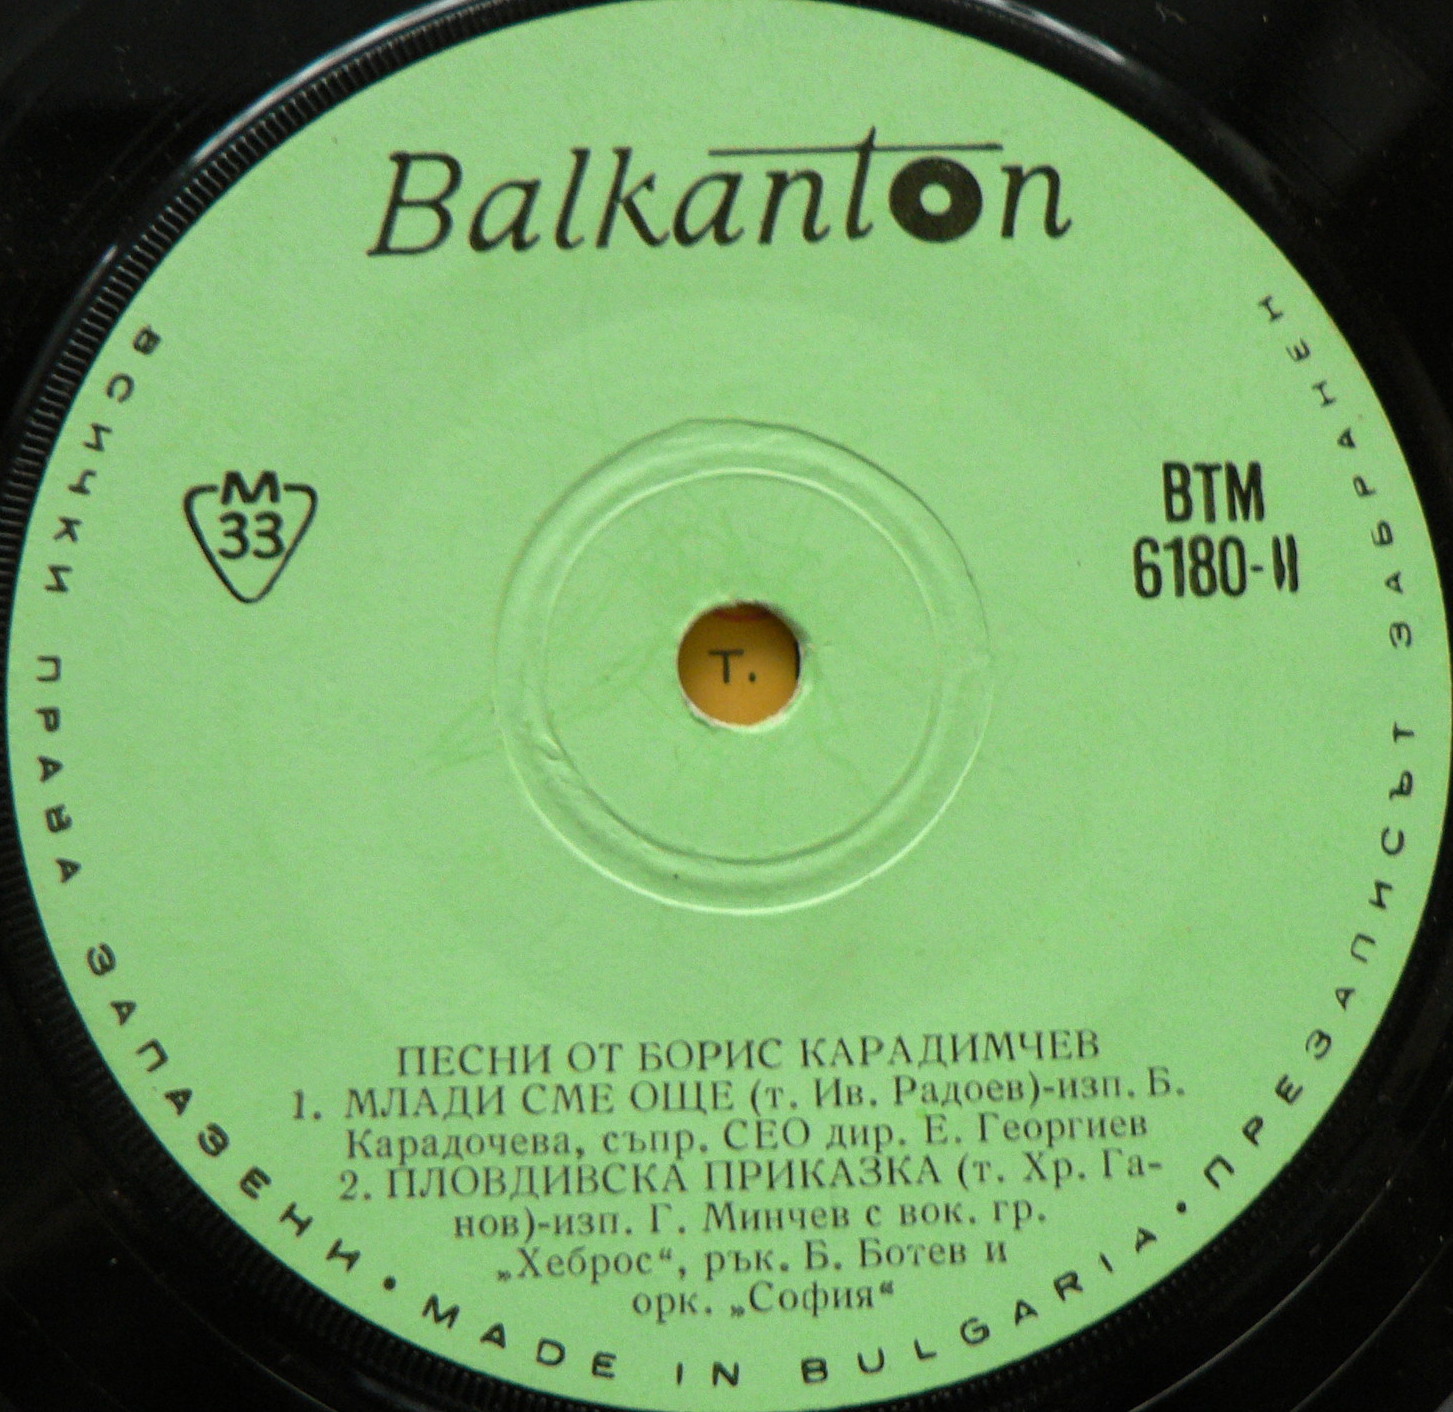 Balkanton
M
33
ВТМ
6180-II
т.
ПЕСНИ ОТ БОРИС КАРАДИМЧЕВ
1. МЛАДИ СМЕ ОЩЕ (т. Ив. Радоев)-изп. Б.
Карадочева, съпр. СЕО дир. Е. Георгиев
2. ПЛОВДИВСКА ПРИКАЗКА (т. Хр. Га-
нов)-изп. Г. Минчев с вок. гр.
„Хеброс“, рък. Б. Ботев и
орк. „София“
ВСИЧКИ ПРАВА ЗАПАЗЕНИ • MADE IN BULGARIA • ПРЕЗАПИСЪТ ЗАБРАНЕН